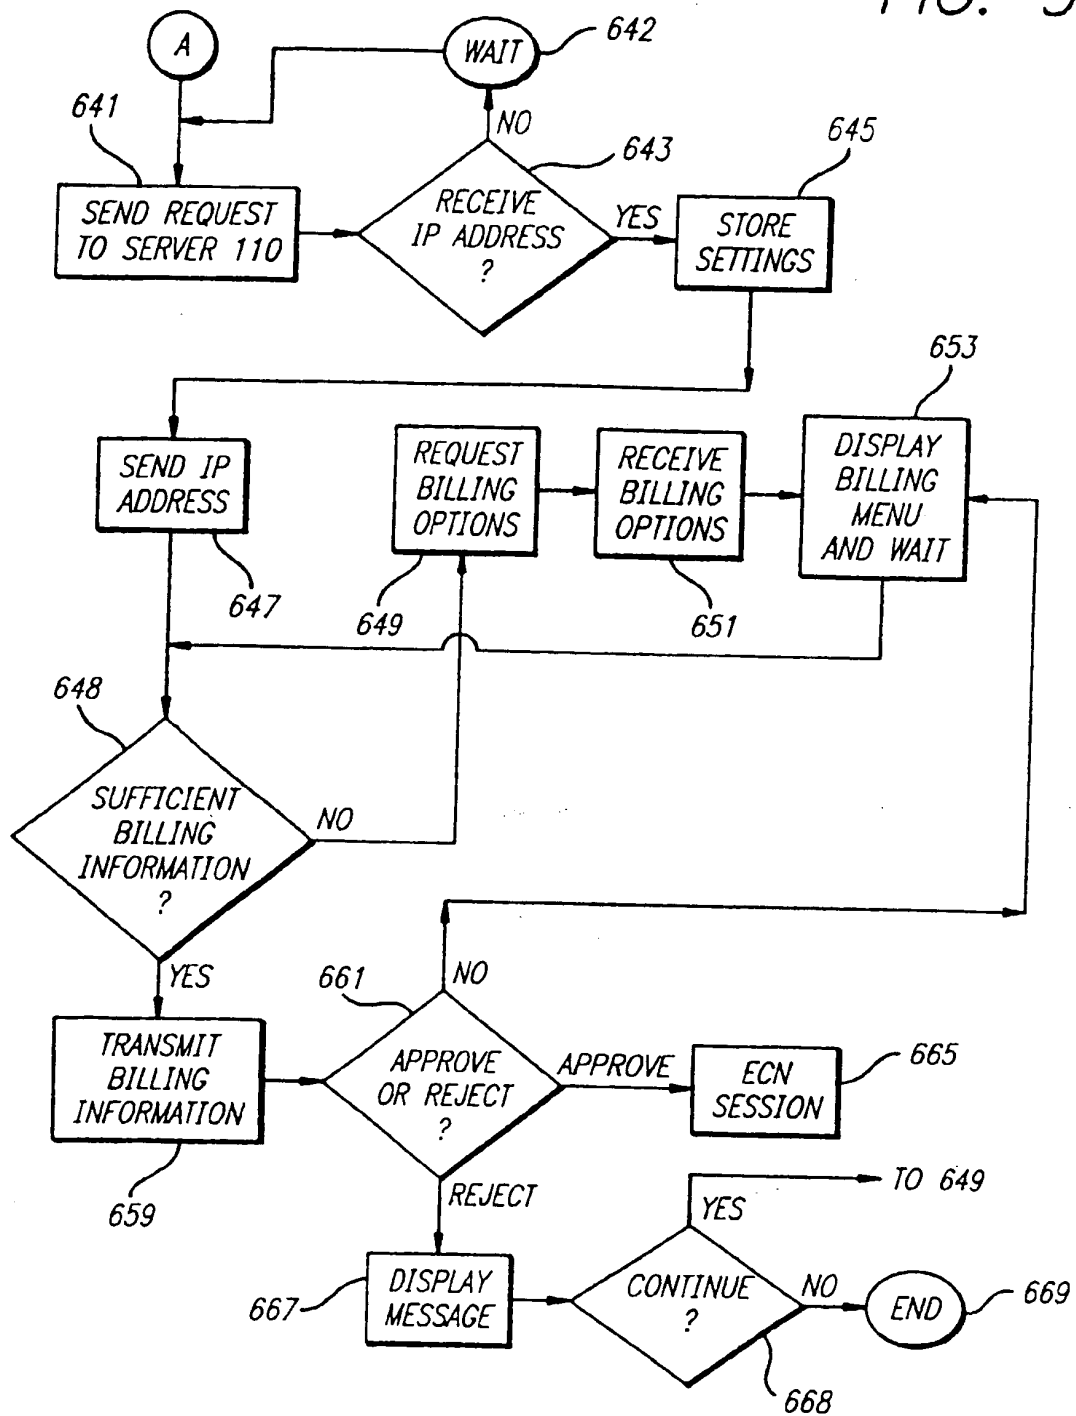 FIG.
A
WAIT
642
641
NO
643
645
SEND REQUEST
TO SERVER 110
RECEIVE
IP ADDRESS
?
YES
STORE
SETTINGS
653
SEND IP
ADDRESS
REQUEST
BILLING
OPTIONS
RECEIVE
BILLING
OPTIONS
DISPLAY
BILLING
MENU
AND WAIT
647
649
651
648
SUFFICIENT
BILLING
INFORMATION
?
NO
YES
661
NO
TRANSMIT
BILLING
INFORMATION
APPROVE
OR REJECT
?
APPROVE
ECN
SESSION
665
659
REJECT
YES
TO 649
667
DISPLAY
MESSAGE
CONTINUE
?
NO
END
669
668